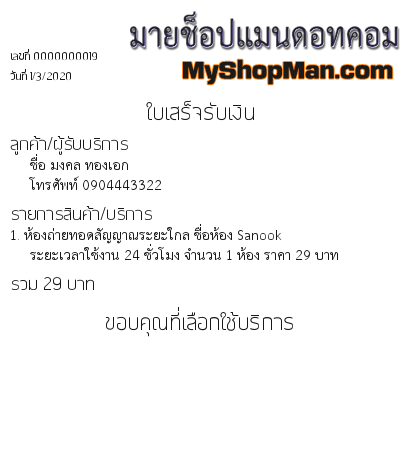 มายช็อปแมนดอทคอม
เลขที่ 0000000019
MyShopMan.com
วันที่ 1/3/2020
ใบเสร็จรับเงิน
ลูกค้า/ผู้รับบริการ
ชื่อ มงคล ทองเอก
โทรศัพท์ 0904443322
รายการสินค้า/บริการ
1. ห้องถ่ายทอดสัญญาณระยะใกล ชื่อห้อง Sanook
ระยะเวลาใช้งาน 24 ชั่วโมง จำนวน 1 ห้อง ราคา 29 บาท
รวม 29 บาท
ขอบคุณที่เลือกใช้บริการ